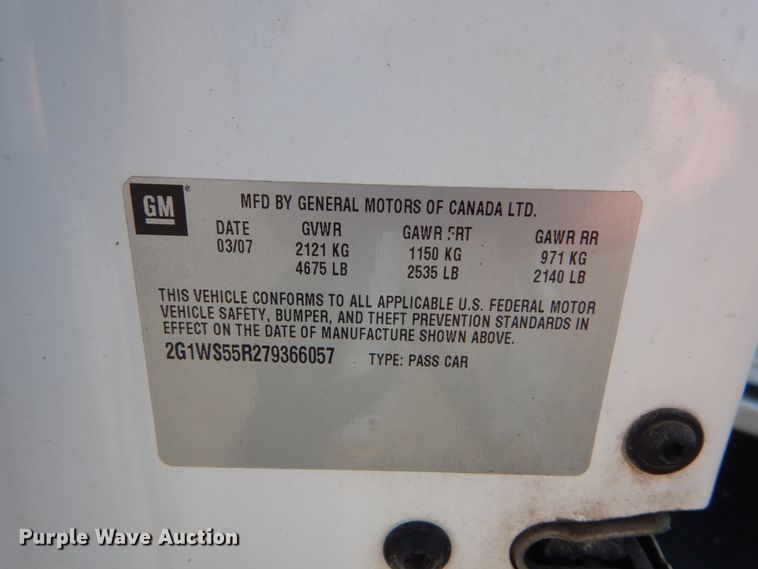 GM
MFD BY GENERAL MOTORS OF CANADA LTD.
DATE GVWR GAWR FRT GAWR RR
03/07 2121 KG 1150 KG 971 KG
4675 LB 2535 LB 2140 LB
THIS VEHICLE CONFORMS TO ALL APPLICABLE U.S. FEDERAL MOTOR
VEHICLE SAFETY, BUMPER, AND THEFT PREVENTION STANDARDS IN
EFFECT ON THE DATE OF MANUFACTURE SHOWN ABOVE.
2G1WS55R279366057 TYPE: PASS CAR
Purple Wave Auction